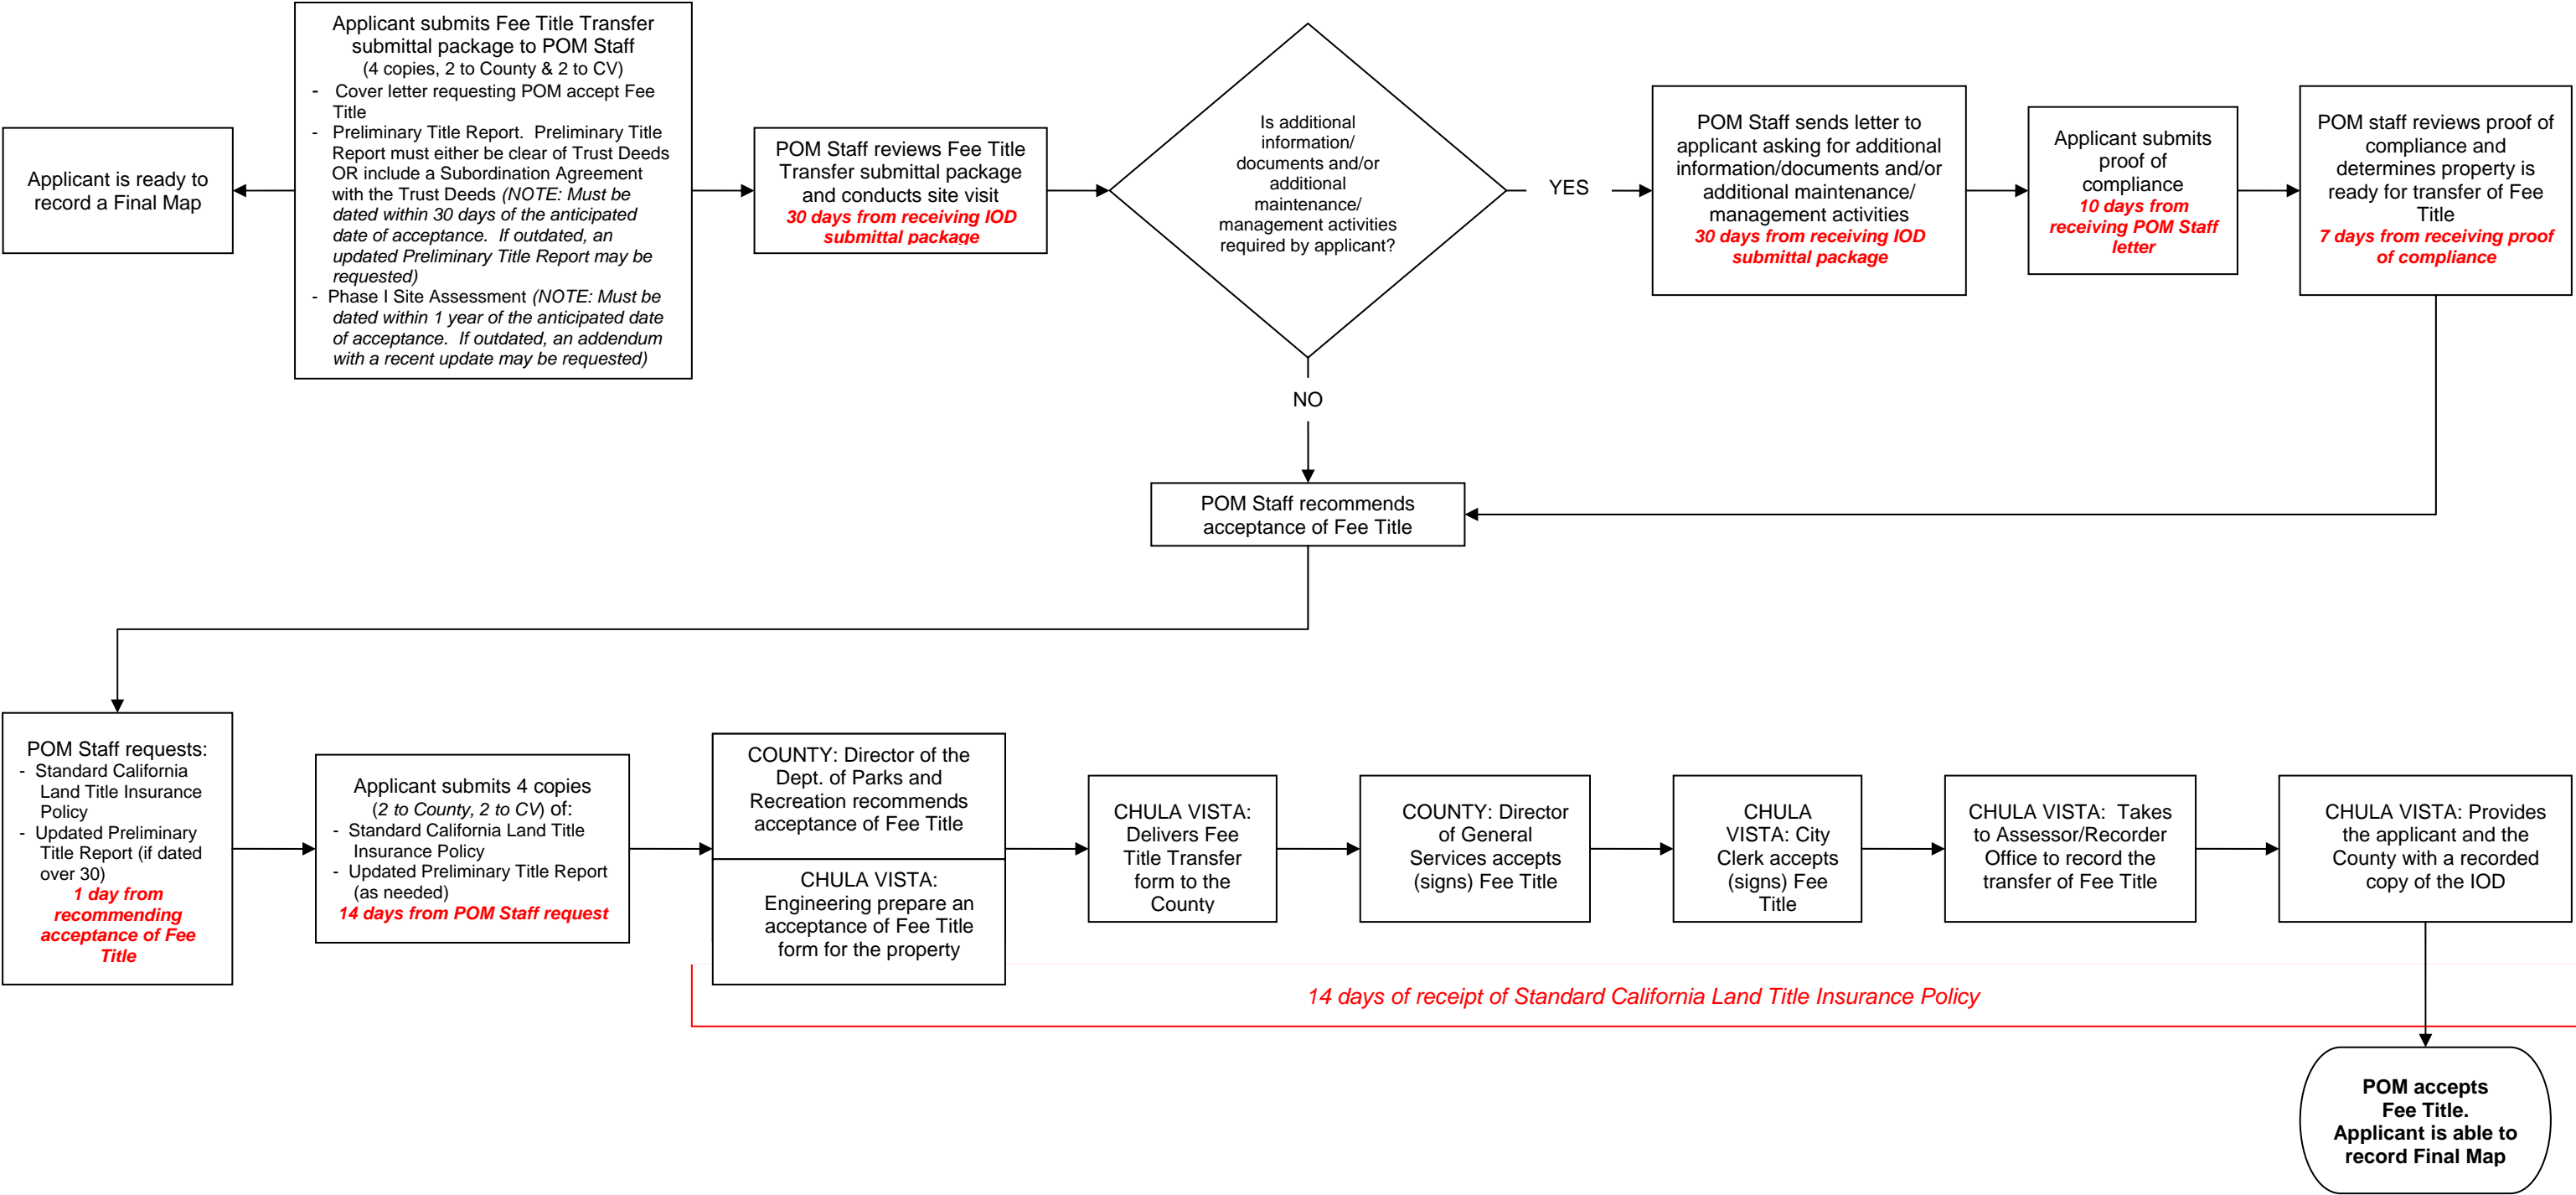 Applicant is ready to
record a Final Map
Applicant submits Fee Title Transfer
submittal package to POM Staff
(4 copies, 2 to County & 2 to CV)
- Cover letter requesting POM accept Fee
Title
- Preliminary Title Report. Preliminary Title
Report must either be clear of Trust Deeds
OR include a Subordination Agreement
with the Trust Deeds (NOTE: Must be
dated within 30 days of the anticipated
date of acceptance. If outdated, an
updated Preliminary Title Report may be
requested)
- Phase I Site Assessment (NOTE: Must be
dated within 1 year of the anticipated date
of acceptance. If outdated, an addendum
with a recent update may be requested)
POM Staff reviews Fee Title
Transfer submittal package
and conducts site visit
30 days from receiving IOD
submittal package
Is additional
information/
documents and/or
additional
maintenance/
management activities
required by applicant?
YES
NO
POM Staff sends letter to
applicant asking for additional
information/documents and/or
additional maintenance/
management activities
30 days from receiving IOD
submittal package
Applicant submits
proof of
compliance
10 days from
receiving POM Staff
letter
POM staff reviews proof of
compliance and
determines property is
ready for transfer of Fee
Title
7 days from receiving proof
of compliance
POM Staff recommends
acceptance of Fee Title
POM Staff requests:
- Standard California
Land Title Insurance
Policy
- Updated Preliminary
Title Report (if dated
over 30)
1 day from
recommending
acceptance of Fee
Title
Applicant submits 4 copies
(2 to County, 2 to CV) of:
- Standard California Land Title
Insurance Policy
- Updated Preliminary Title Report
(as needed)
14 days from POM Staff request
COUNTY: Director of the
Dept. of Parks and
Recreation recommends
acceptance of Fee Title
CHULA VISTA:
Engineering prepare an
acceptance of Fee Title
form for the property
CHULA VISTA:
Delivers Fee
Title Transfer
form to the
County
COUNTY: Director
of General
Services accepts
(signs) Fee Title
CHULA
VISTA: City
Clerk accepts
(signs) Fee
Title
CHULA VISTA: Takes
to Assessor/Recorder
Office to record the
transfer of Fee Title
CHULA VISTA: Provides
the applicant and the
County with a recorded
copy of the IOD
14 days of receipt of Standard California Land Title Insurance Policy
POM accepts
Fee Title.
Applicant is able to
record Final Map